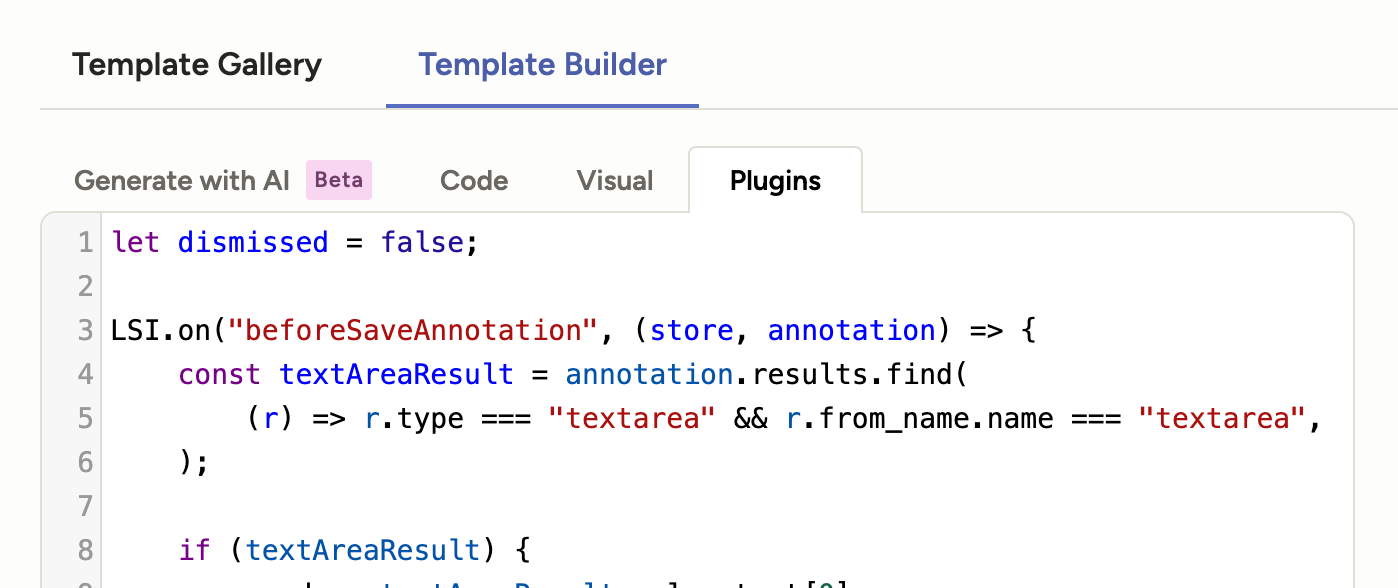 Template Gallery Template Builder
Generate with AI Beta Code Visual Plugins
1 let dismissed = false;
2
3 LSI.on("beforeSaveAnnotation", (store, annotation) => {
4 const textAreaResult = annotation.results.find(
5 (r) => r.type === "textarea" && r.from_name.name === "textarea",
6 );
7
8 if (textAreaResult) {